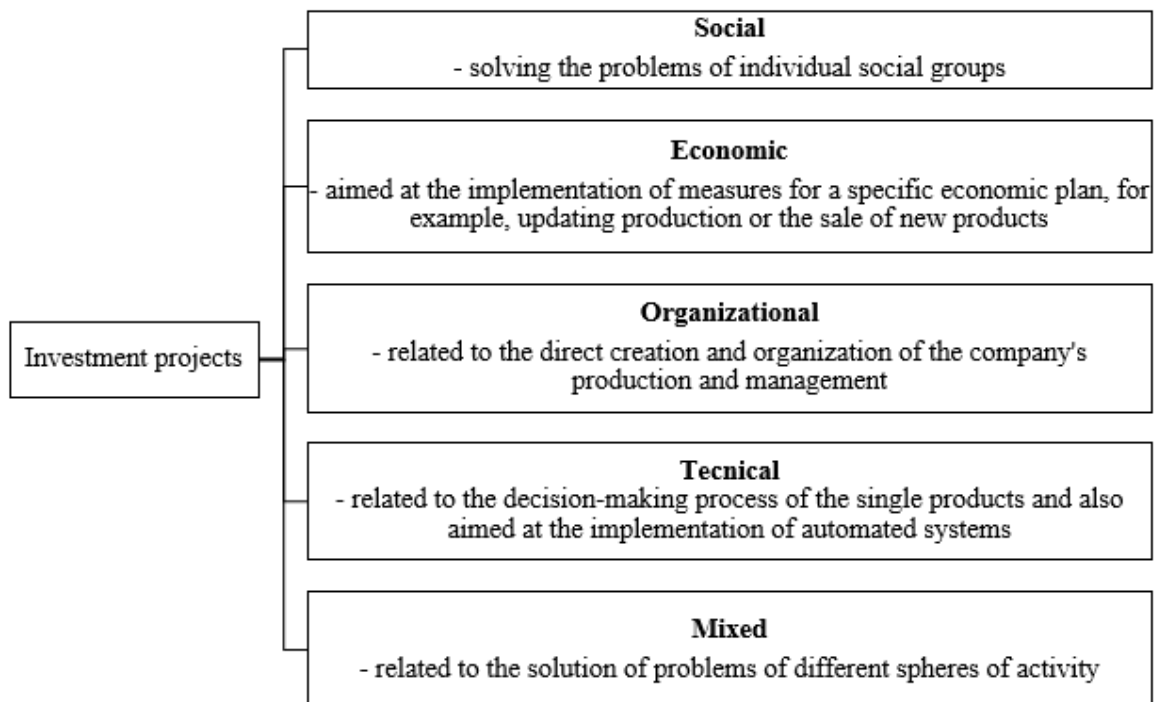 Social
- solving the problems of individual social groups
Economic
- aimed at the implementation of measures for a specific economic plan, for
example, updating production or the sale of new products
Organizational
- related to the direct creation and organization of the company's
production and management
Investment projects
Tecnical
- related to the decision-making process of the single products and also
aimed at the implementation of automated systems
Mixed
- related to the solution of problems of different spheres of activity